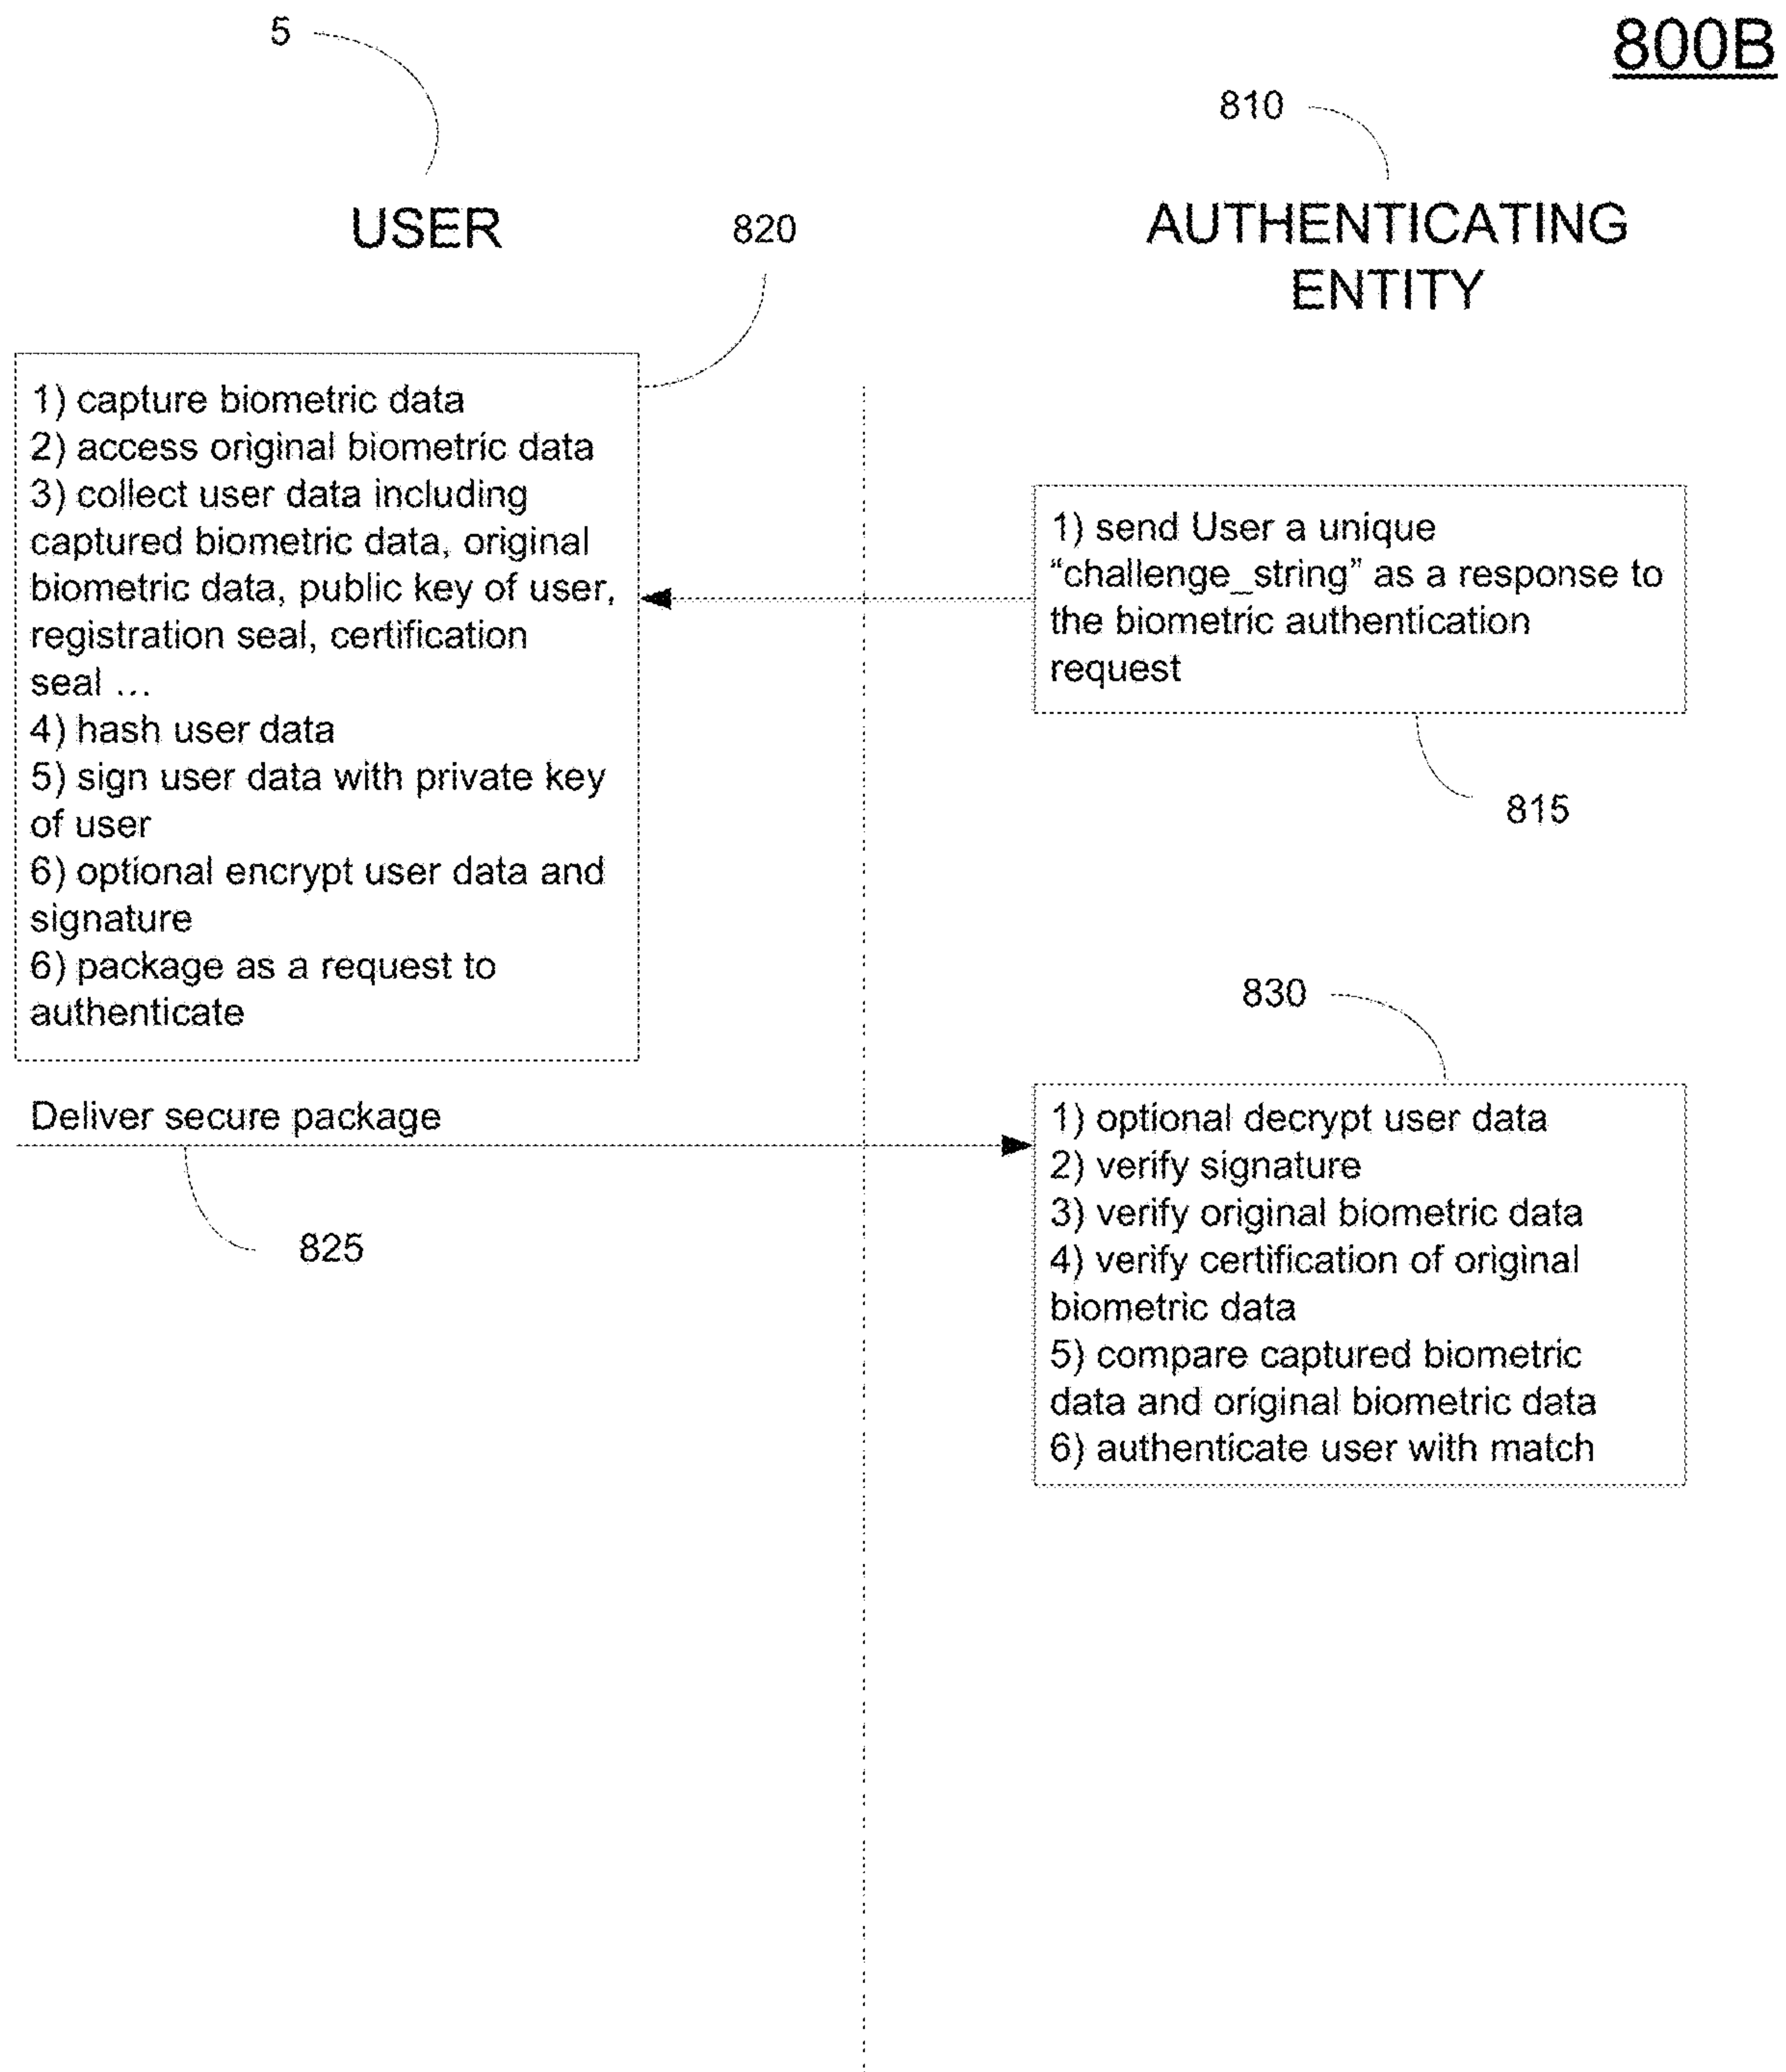 800B
5
810
USER
820
AUTHENTICATING
ENTITY
1) capture biometric data
2) access original biometric data
3) collect user data including
captured biometric data, original
biometric data, public key of user,
registration seal, certification
seal ...
4) hash user data
5) sign user data with private key
of user
6) optional encrypt user data and
signature
6) package as a request to
authenticate
1) send User a unique
“challenge_string” as a response to
the biometric authentication
request
815
Deliver secure package
825
830
1) optional decrypt user data
2) verify signature
3) verify original biometric data
4) verify certification of original
biometric data
5) compare captured biometric
data and original biometric data
6) authenticate user with match